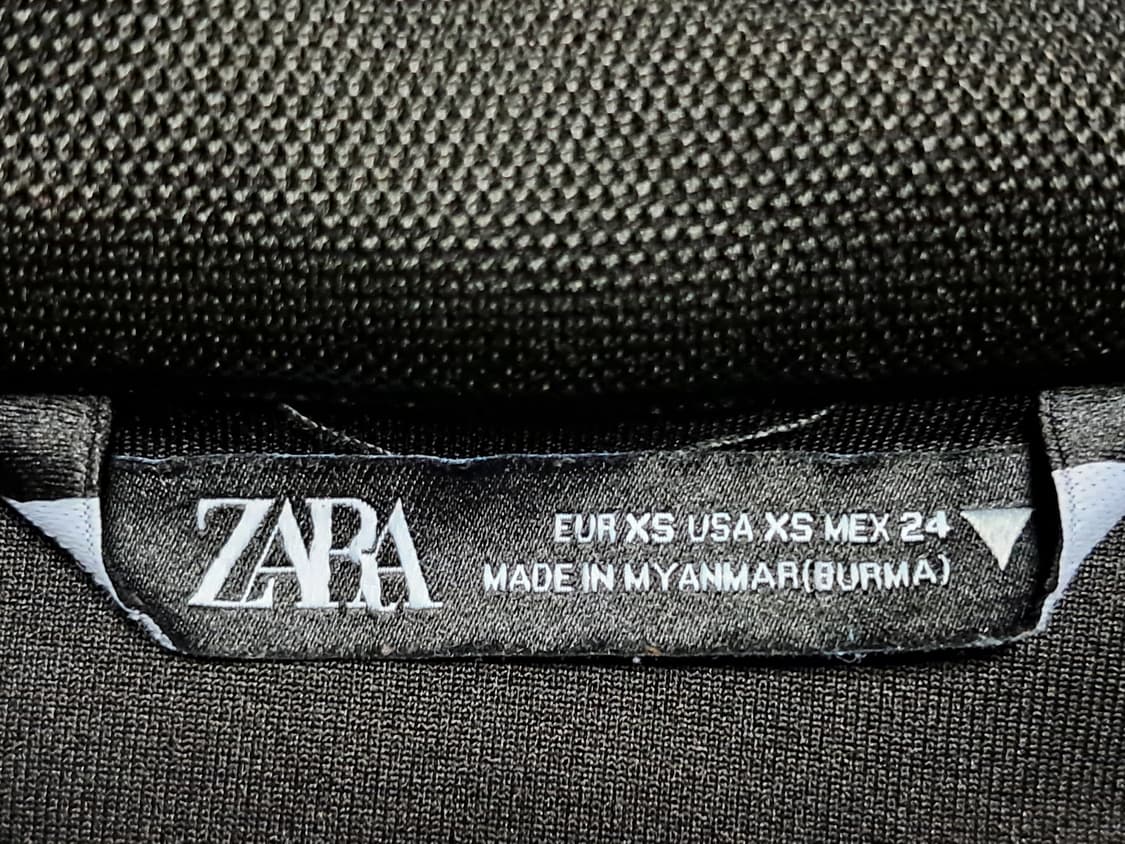 ZARA
EUR XS USA XS MEX 24
MADE IN MYANMAR(BURMA)